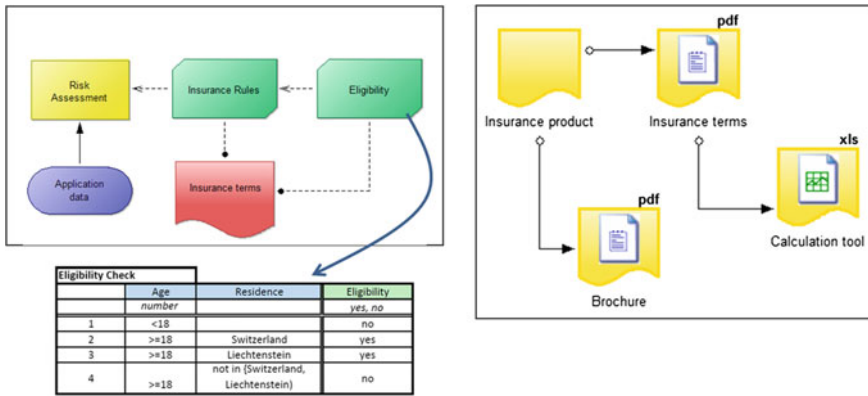 Risk
Assessment
Insurance Rules
Eligibility
Application
data
Insurance terms
Eligibility Check
Age Residence Eligibility
number yes, no
1 <18 no
2 >=18 Switzerland yes
3 >=18 Liechtenstein yes
4 >=18 not in {Switzerland, no
Liechtenstein)
pdf
Insurance product
Insurance terms
xls
Calculation tool
pdf
Brochure